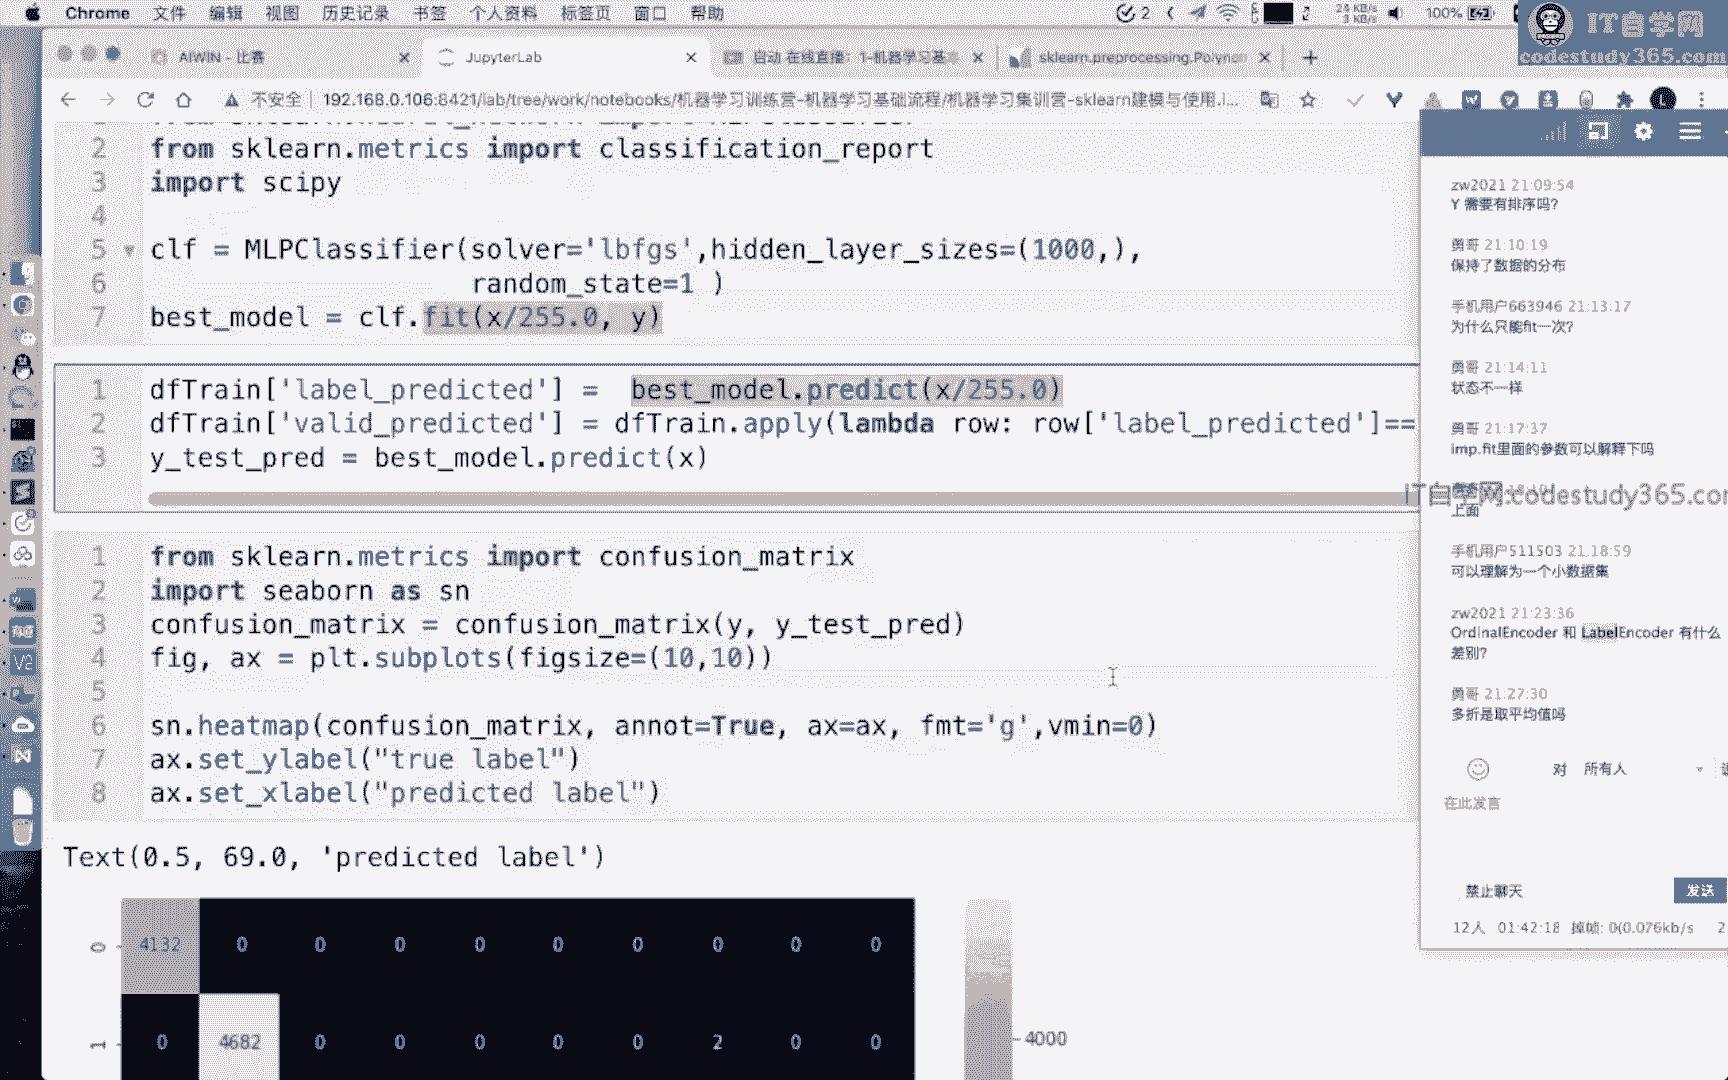 Chrome 文件 编辑 视图 历史记录 书签 个人资料 标签页 窗口 帮助
2
24 KB/s
3 KB/s
100%
IT自学网
codestudy365.com
AIWIN - 比赛
JupyterLab
启动 在线直播：1-机器学习基
sklearn.preprocessing.Polynom
不安全 192.168.0.106:8421/lab/tree/work/notebooks/机器学习训练营-机器学习基础流程/机器学习集训营-sklearn建模与使用.i...
2 from sklearn.metrics import classification_report
3 import scipy
4
5 clf = MLPClassifier(solver='lbfgs',hidden_layer_sizes=(1000,),
6 random_state=1 )
7 best_model = clf.fit(x/255.0, y)
1 dfTrain['label_predicted'] = best_model.predict(x/255.0)
2 dfTrain['valid_predicted'] = dfTrain.apply(lambda row: row['label_predicted']==
3 y_test_pred = best_model.predict(x)
1 from sklearn.metrics import confusion_matrix
2 import seaborn as sn
3 confusion_matrix = confusion_matrix(y, y_test_pred)
4 fig, ax = plt.subplots(figsize=(10,10))
5
6 sn.heatmap(confusion_matrix, annot=True, ax=ax, fmt='g',vmin=0)
7 ax.set_ylabel("true label")
8 ax.set_xlabel("predicted label")
Text(0.5, 69.0, 'predicted label')
0 4132 0 0 0 0 0 0 0 0 0
1 0 4682 0 0 0 0 0 2 0 0
4000
zw2021 21:09:54
Y 需要有排序吗?
勇哥 21:10:19
保持了数据的分布
手机用户663946 21:13:17
为什么只能fit一次?
勇哥 21:14:11
状态不一样
勇哥 21:17:37
imp.fit里面的参数可以解释下吗
IT自学网:codestudy365.com
上面
手机用户511503 21:18:59
可以理解为一个小数据集
zw2021 21:23:36
OrdinalEncoder 和 LabelEncoder 有什么
差别?
勇哥 21:27:30
多折是取平均值吗
对 所有人
在此发言
禁止聊天
发送
12人 01:42:18 掉帧: 0(0.076kb/s 2